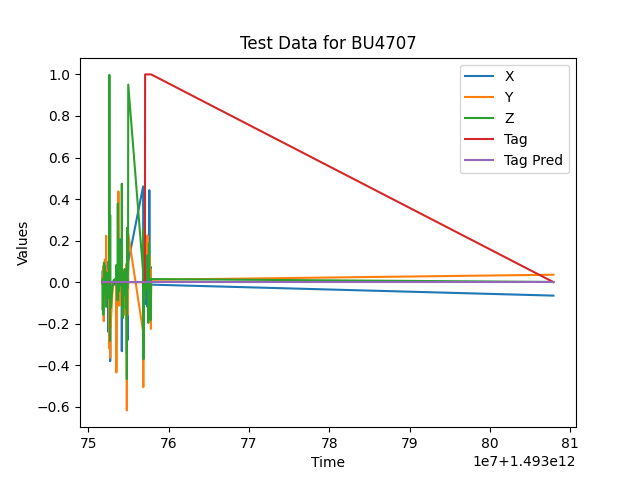 Test Data for BU4707
X
Y
Z
Tag
Tag Pred
1.0
0.8
0.6
0.4
0.2
0.0
−0.2
−0.4
−0.6
Values
75 76 77 78 79 80 81
Time
1e7+1.493e12